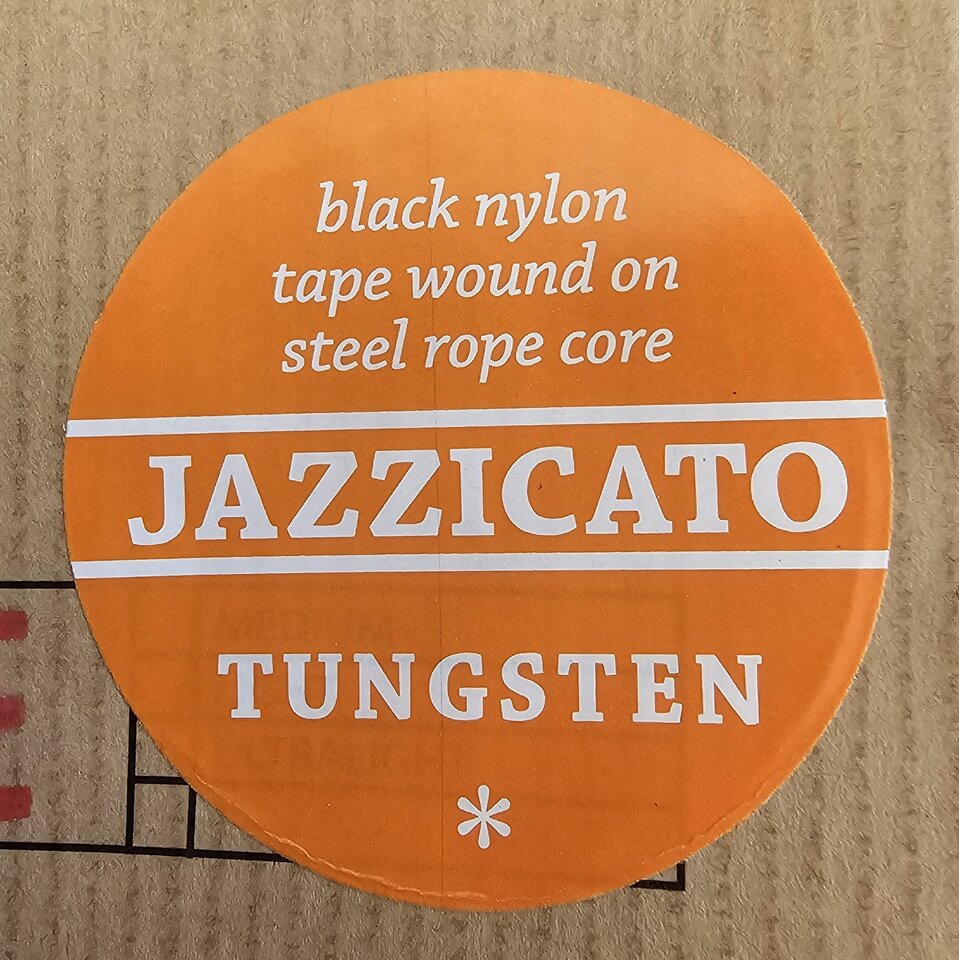 black nylon
tape wound on
steel rope core
JAZZICATO
TUNGSTEN
*